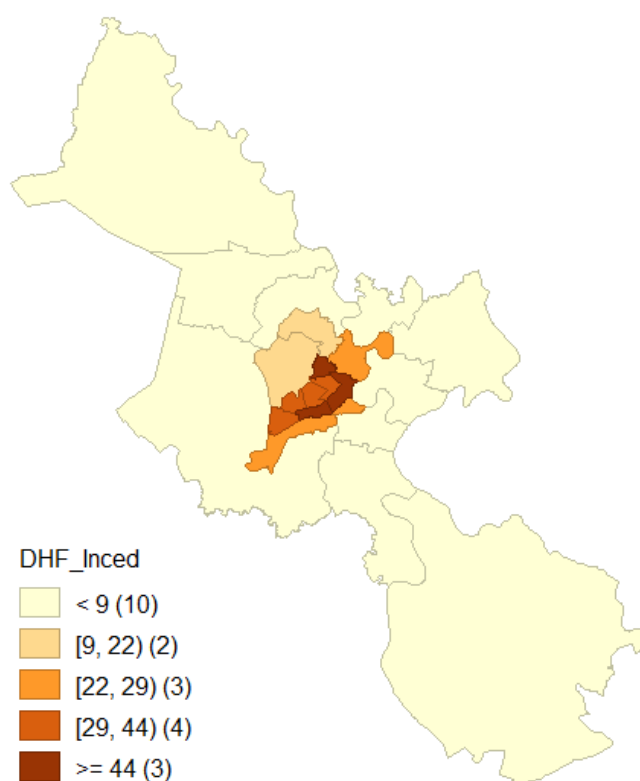 DHF_Inced
< 9 (10)
[9, 22) (2)
[22, 29) (3)
[29, 44) (4)
>= 44 (3)